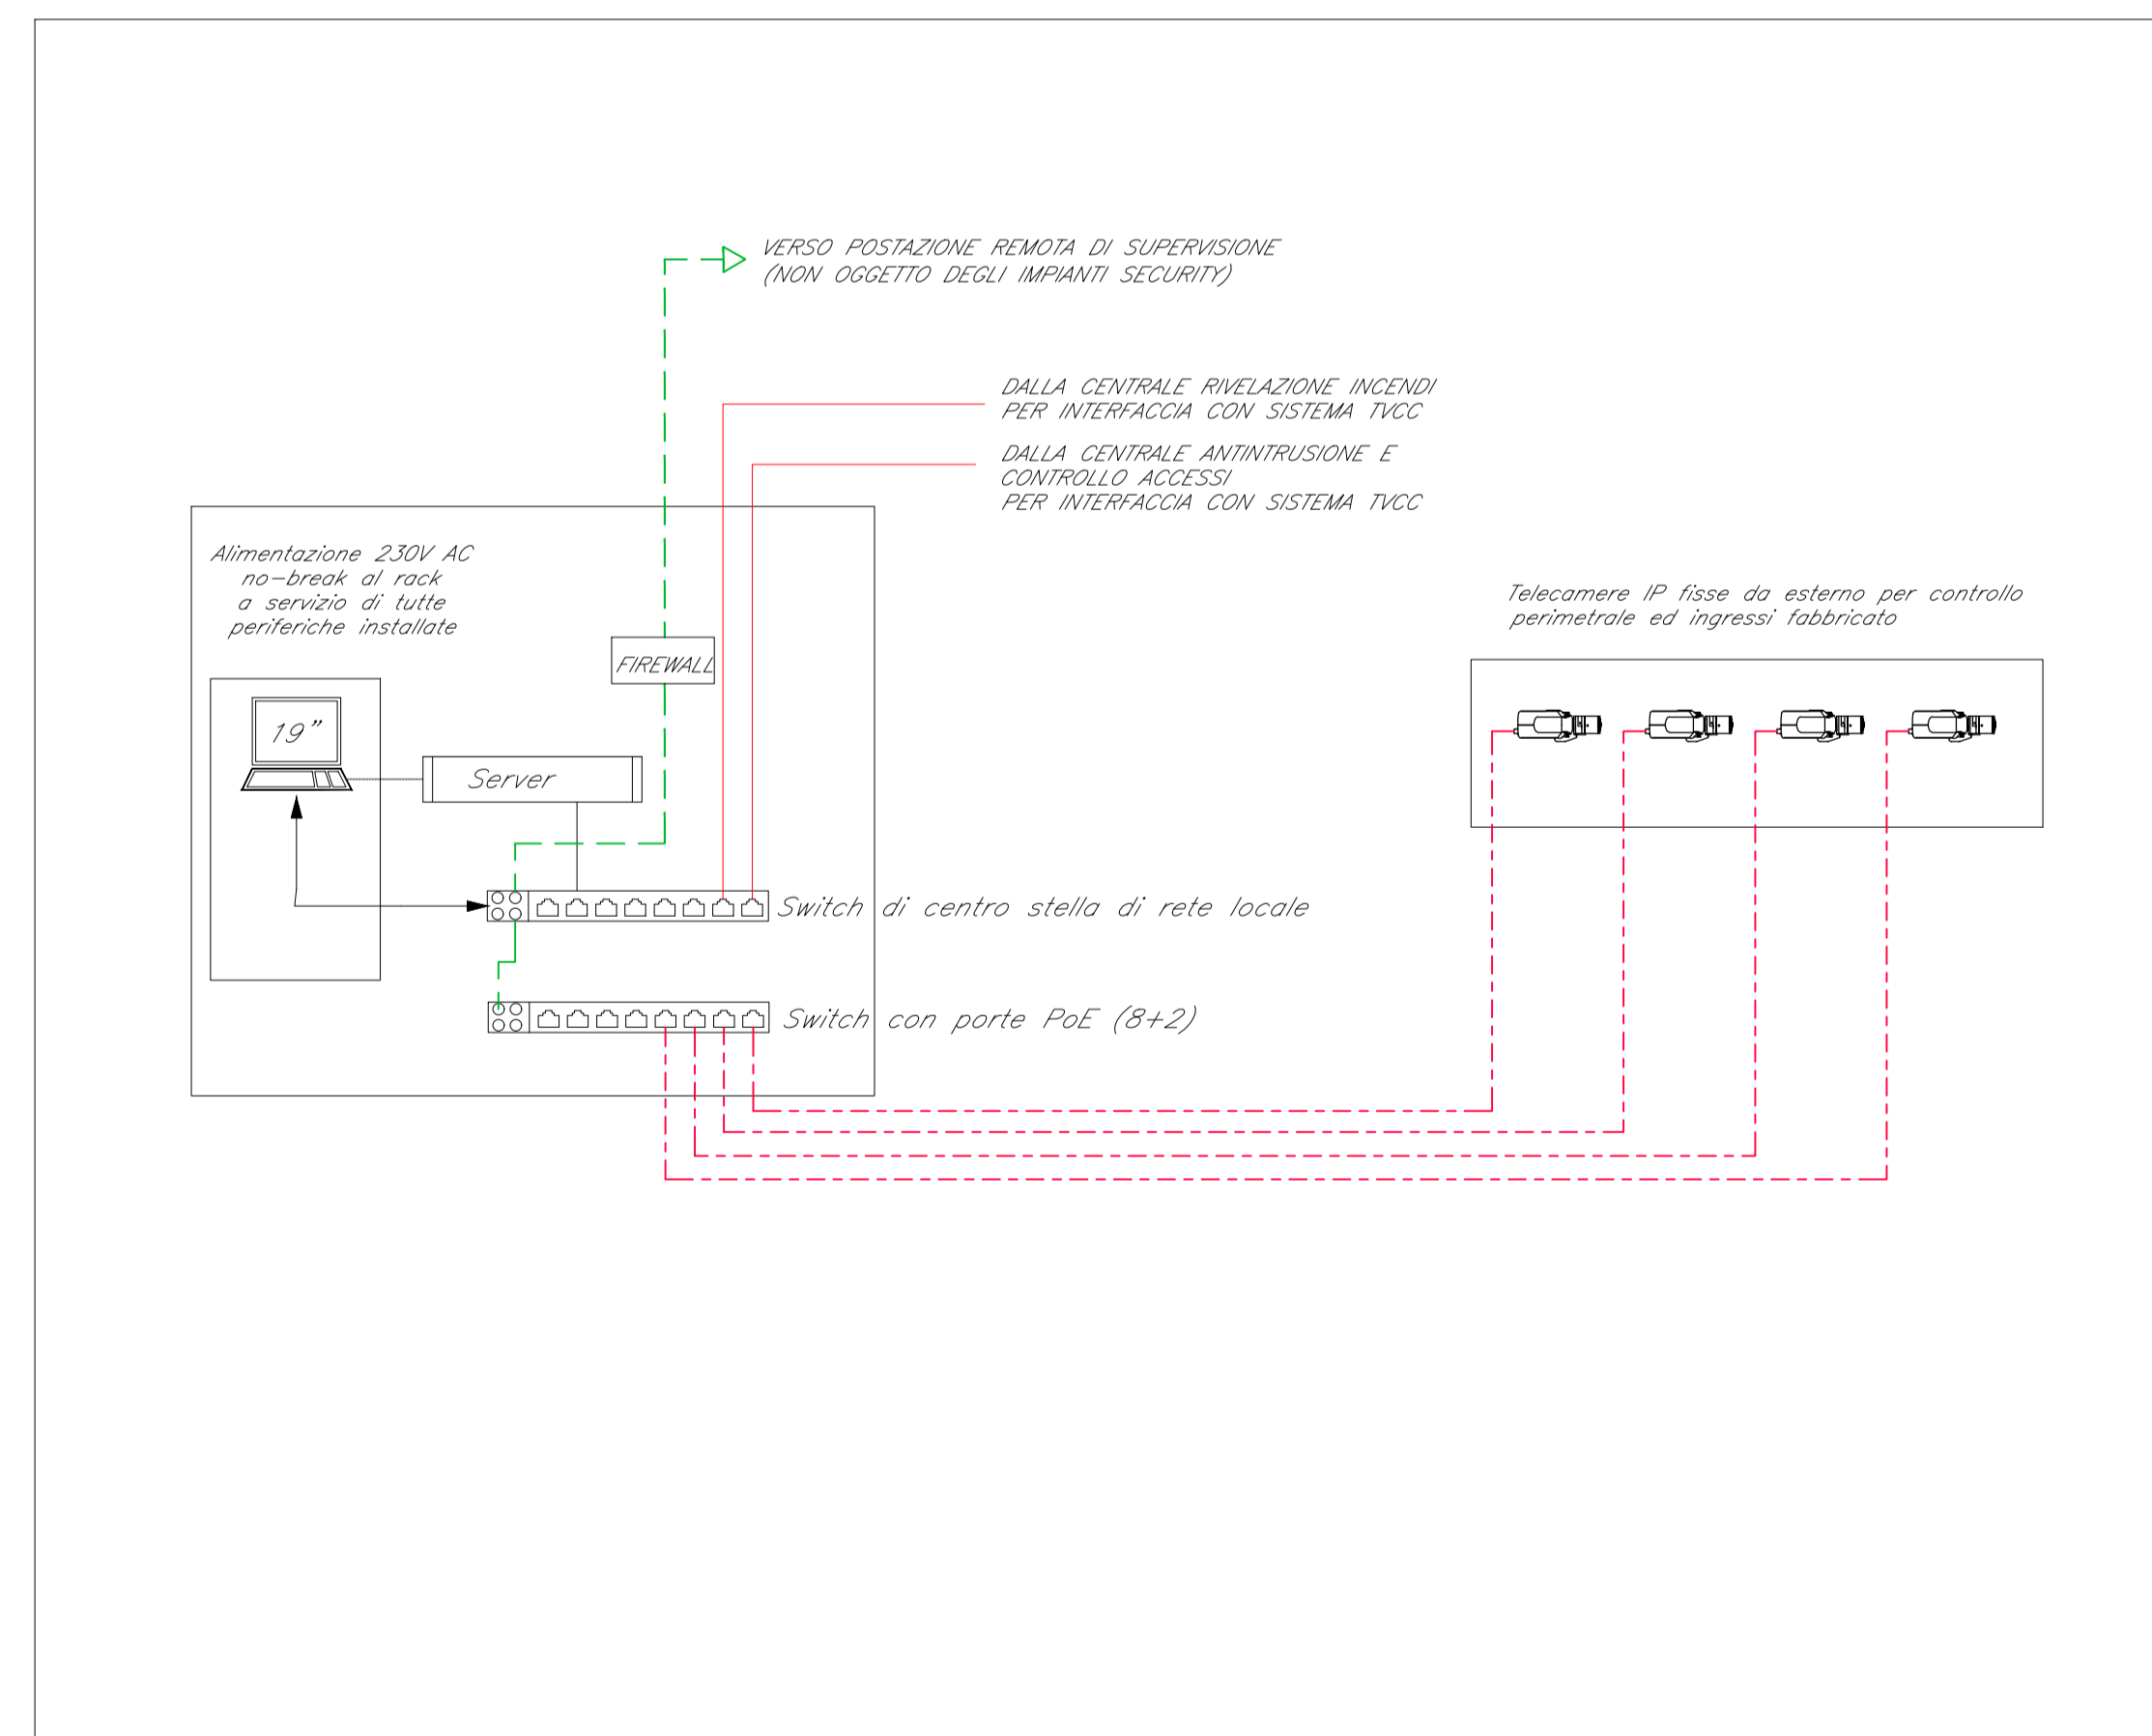 VERSO POSTAZIONE REMOTA DI SUPERVISIONE
(NON OGGETTO DEGLI IMPIANTI SECURITY)
DALLA CENTRALE RIVELAZIONE INCENDI
PER INTERFACCIA CON SISTEMA TVCC
DALLA CENTRALE ANTINTRUSIONE E
CONTROLLO ACCESSI
PER INTERFACCIA CON SISTEMA TVCC
Alimentazione 230V AC
no-break al rack
a servizio di tutte
periferiche installate
Telecamere IP fisse da esterno per controllo
perimetrale ed ingressi fabbricato
FIREWALL
19"
Server
Switch di centro stella di rete locale
Switch con porte PoE (8+2)